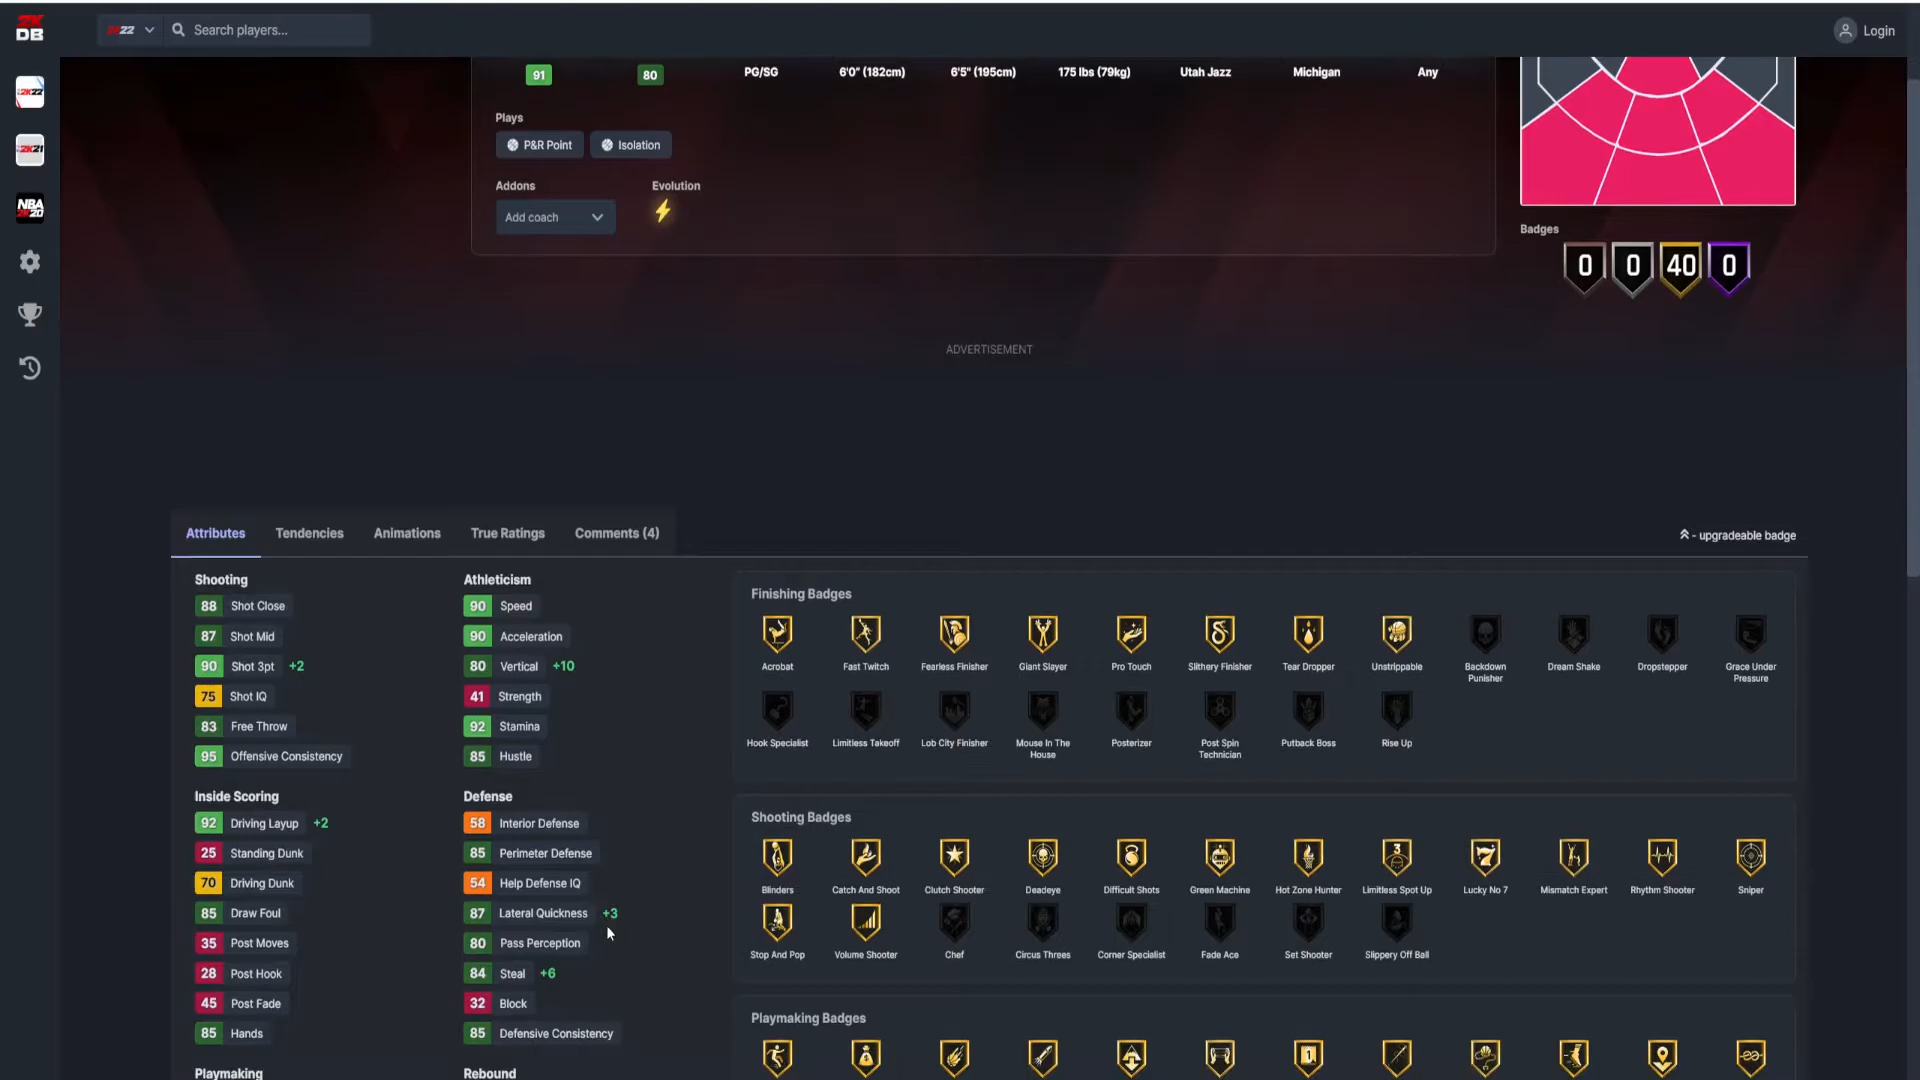 2K
DB
2K22
Search players...
Login
2K22
2K21
NBA
2K20
91
80
PG/SG
6'0" (182cm)
6'5" (195cm)
175 lbs (79kg)
Utah Jazz
Michigan
Any
Plays
P&R Point
Isolation
Addons
Evolution
Add coach
Badges
0
0
40
0
ADVERTISEMENT
Attributes
Tendencies
Animations
True Ratings
Comments (4)
- upgradeable badge
Shooting
88 Shot Close
87 Shot Mid
90 Shot 3pt +2
75 Shot IQ
83 Free Throw
95 Offensive Consistency
Inside Scoring
92 Driving Layup +2
25 Standing Dunk
70 Driving Dunk
85 Draw Foul
35 Post Moves
28 Post Hook
45 Post Fade
85 Hands
Playmaking
Athleticism
90 Speed
90 Acceleration
80 Vertical +10
41 Strength
92 Stamina
85 Hustle
Defense
58 Interior Defense
85 Perimeter Defense
54 Help Defense IQ
87 Lateral Quickness +3
80 Pass Perception
84 Steal +6
32 Block
85 Defensive Consistency
Rebound
Finishing Badges
Acrobat
Fast Twitch
Fearless Finisher
Giant Slayer
Pro Touch
Slithery Finisher
Tear Dropper
Unstrippable
Backdown
Punisher
Dream Shake
Dropstepper
Grace Under
Pressure
Hook Specialist
Limitless Takeoff
Lob City Finisher
Mouse In The
House
Posterizer
Post Spin
Technician
Putback Boss
Rise Up
Shooting Badges
Blinders
Catch And Shoot
Clutch Shooter
Deadeye
Difficult Shots
Green Machine
Hot Zone Hunter
3
Limitless Spot Up
7
Lucky No 7
Mismatch Expert
Rhythm Shooter
Sniper
Stop And Pop
Volume Shooter
Chef
Circus Threes
Corner Specialist
Fade Ace
Set Shooter
Slippery Off Ball
Playmaking Badges
1